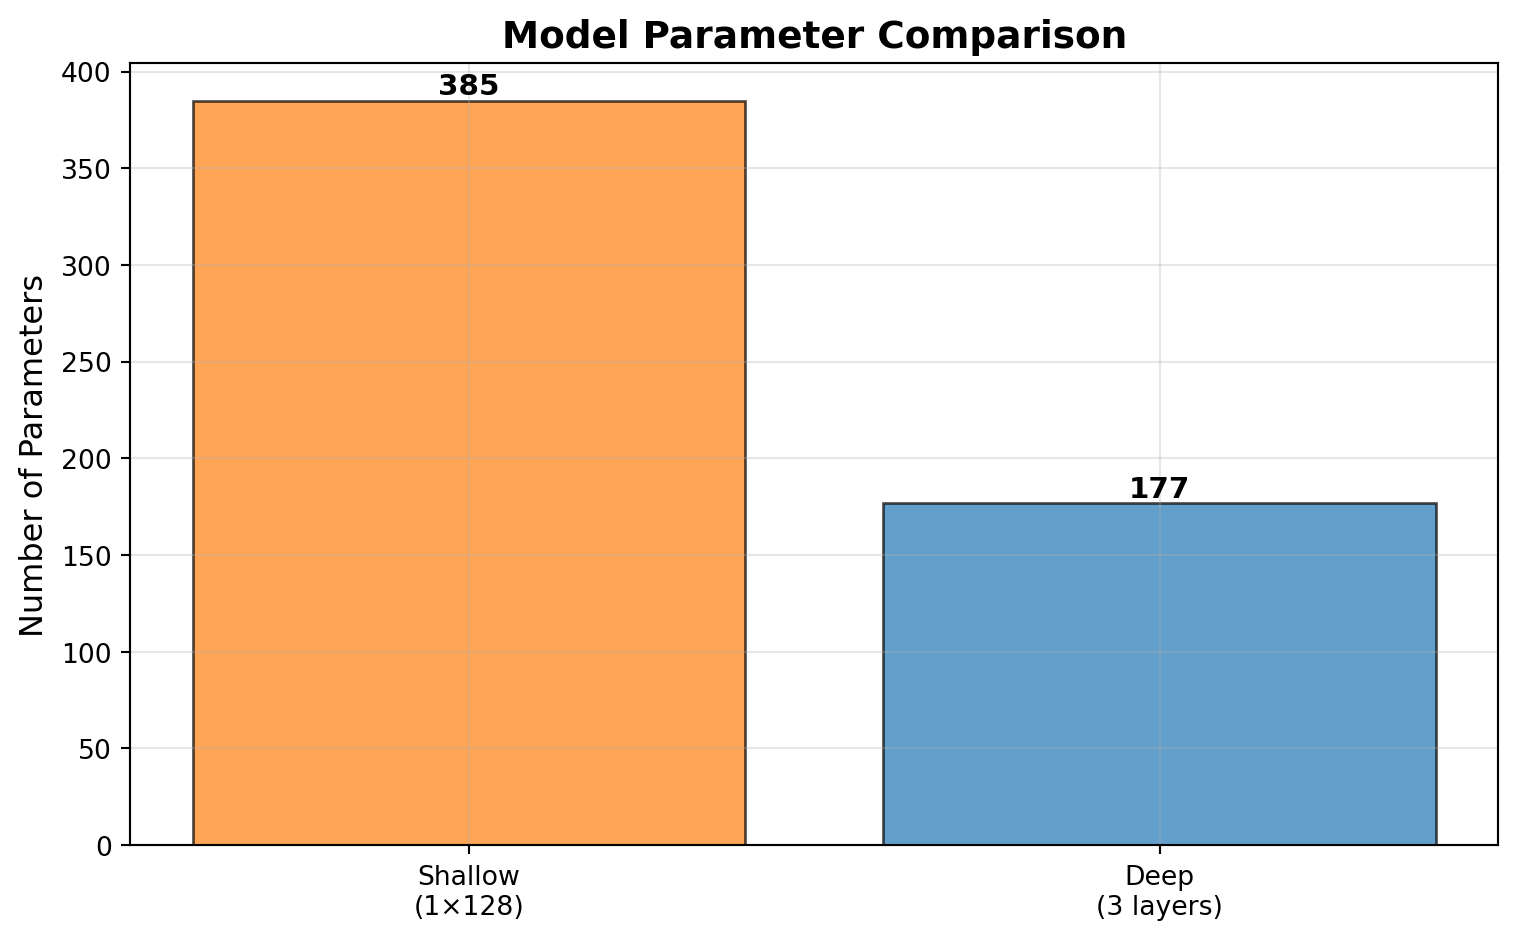 Model Parameter Comparison
Number of Parameters
400
350
300
250
200
150
100
50
0
385
177
Shallow
(1×128)
Deep
(3 layers)